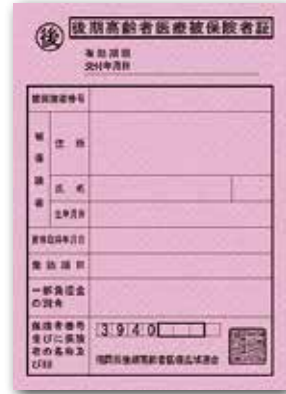 後 後期高齢者医療被保険者証
有効期限
交付年月日
被保険者番号
被保険者
住所
氏名
生年月日
資格取得年月日
発効期日
一部負担金
の割合
保険者番号
並びに保険
者の名称及
び印
3940
後期高齢者医療広域連合